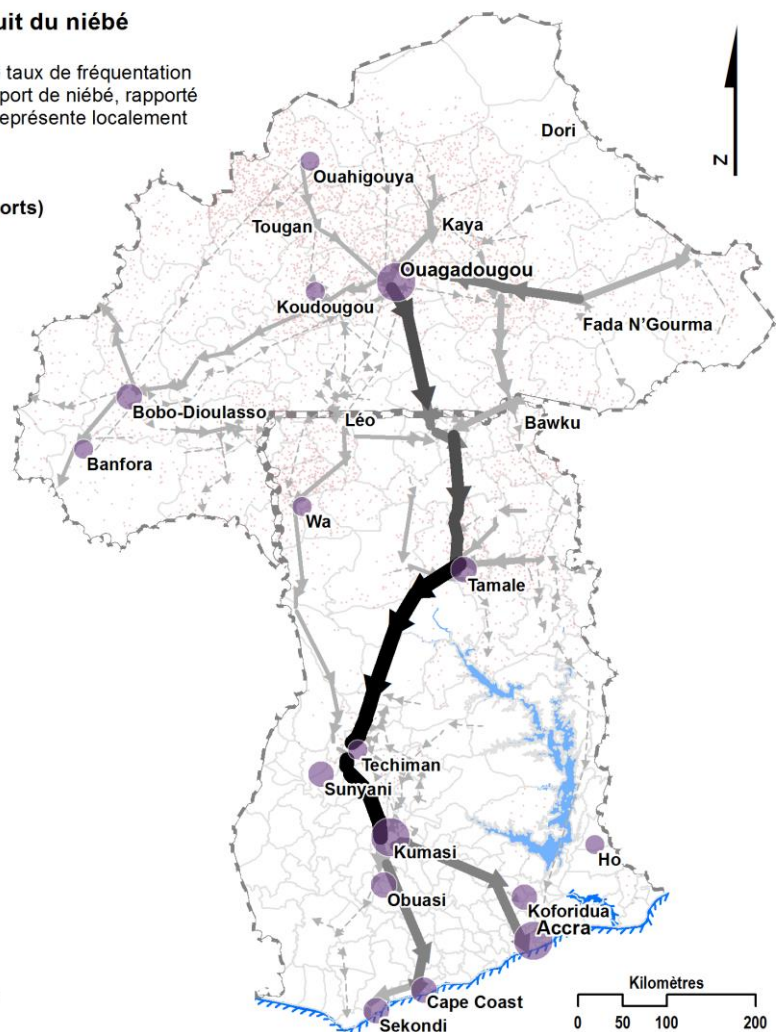 uit du niébé
taux de fréquentation
port de niébé, rapporté
eprésente localement
orts)
N
Dori
Ouahigouya
Tougan
Kaya
Ouagadougou
Koudougou
Fada N'Gourma
Bobo-Dioulasso
Léo
Bawku
Banfora
Wa
Tamale
Techiman
Sunyani
Kumasi
Ho
Obuasi
Koforidua
Accra
Cape Coast
Sekondi
Kilomètres
0 50 100 200